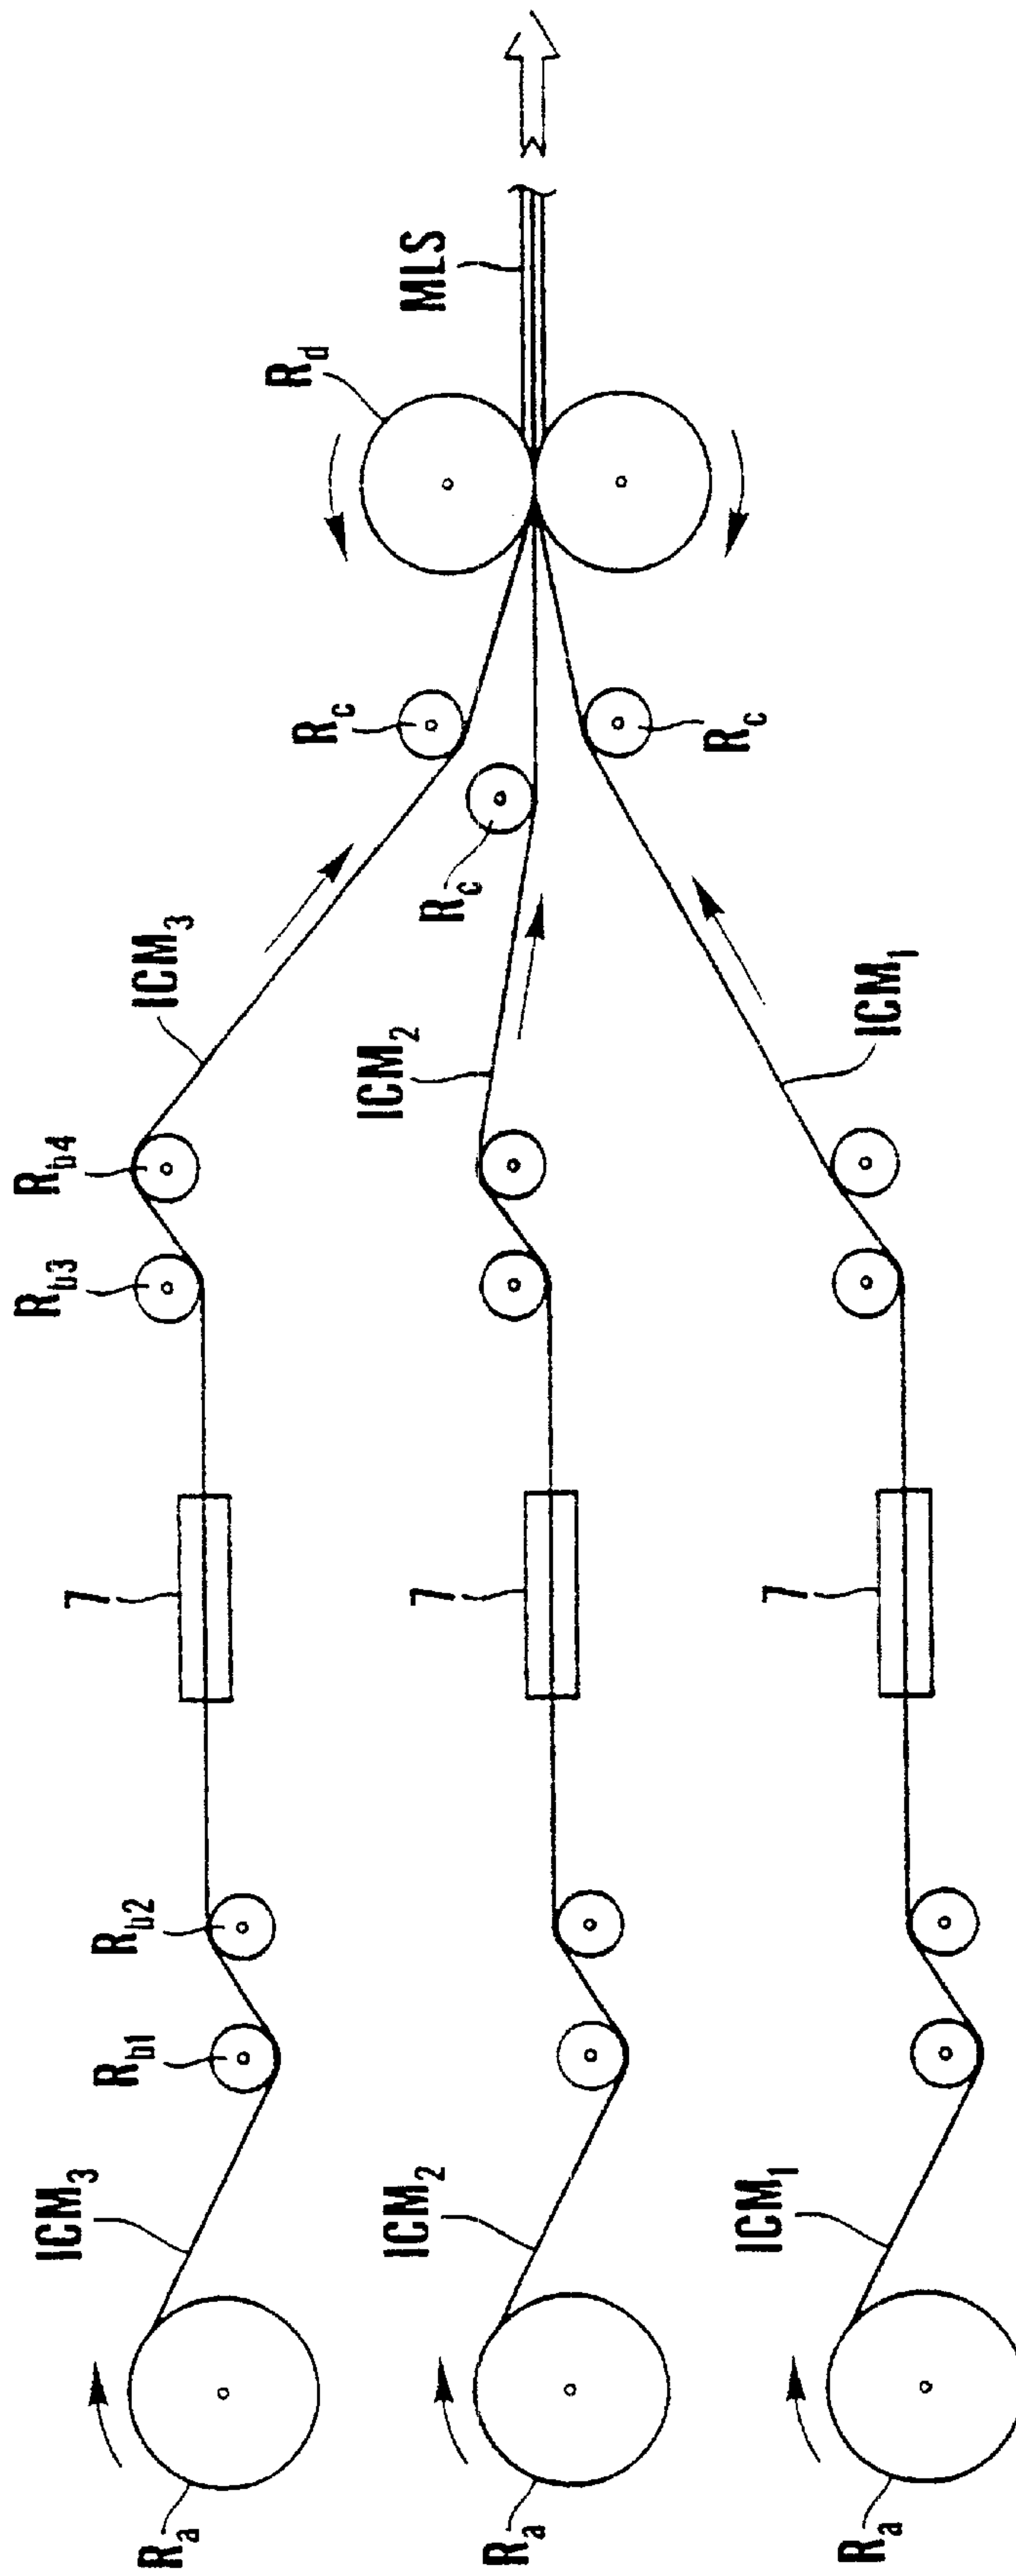 MLS
R_d
R_c
R_c
R_c
ICM_3
ICM_2
ICM_1
R_b4
R_b3
7
7
7
R_b2
R_b1
ICM_3
ICM_2
ICM_1
R_a
R_a
R_a